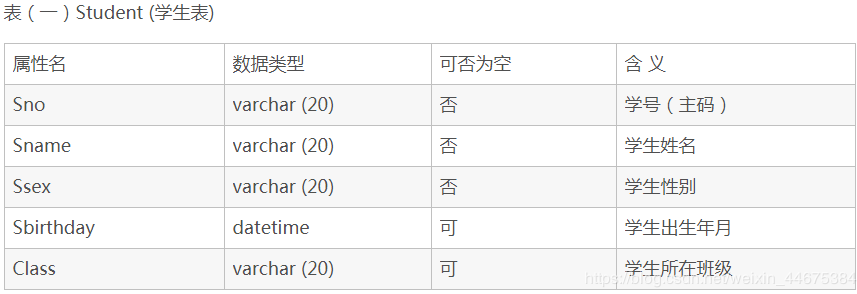 表（一）Student (学生表)
属性名 数据类型 可否为空 含 义
Sno varchar (20) 否 学号（主码）
Sname varchar (20) 否 学生姓名
Ssex varchar (20) 否 学生性别
Sbirthday datetime 可 学生出生年月
Class varchar (20) 可 学生所在班级
https://blog.csdn.net/weixin_44675384